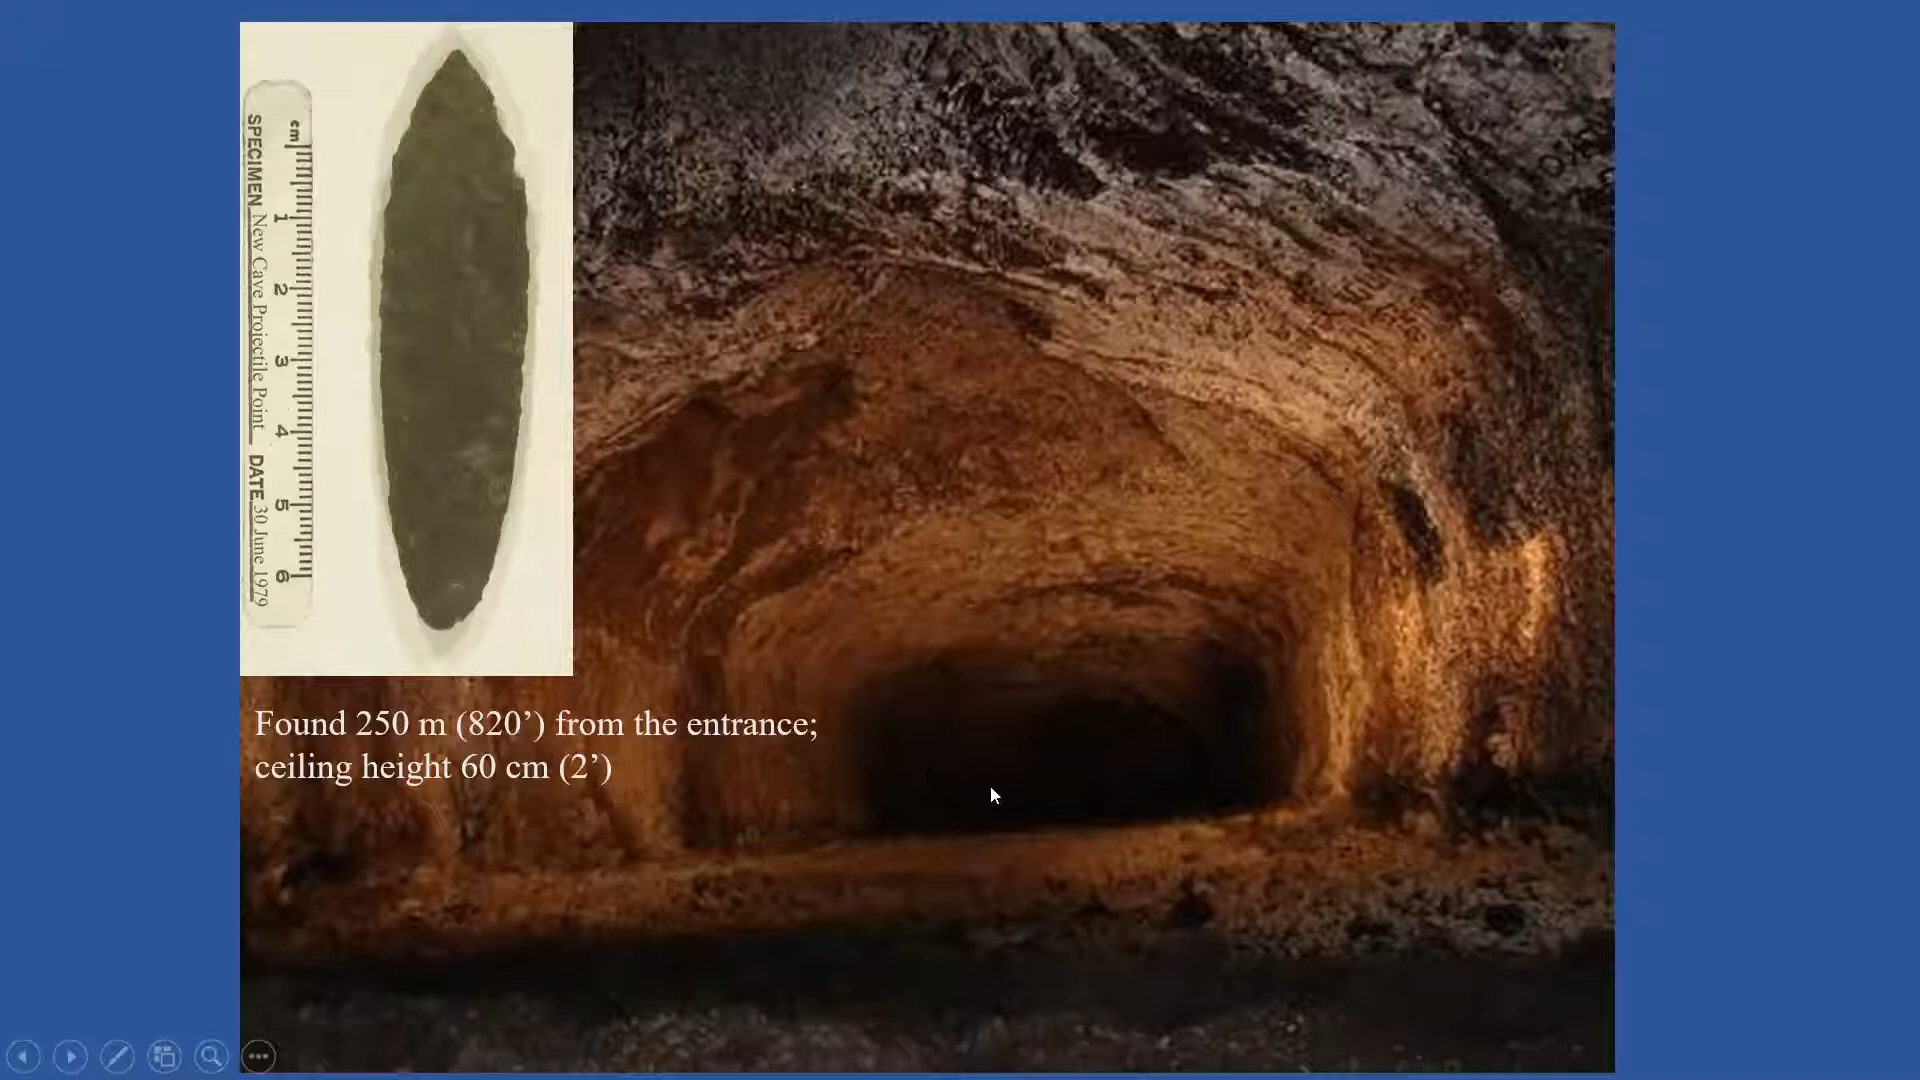 cm
1
2
3
4
5
6
SPECIMEN New Cave Projectile Point DATE 30 June 1979
Found 250 m (820’) from the entrance;
ceiling height 60 cm (2’)